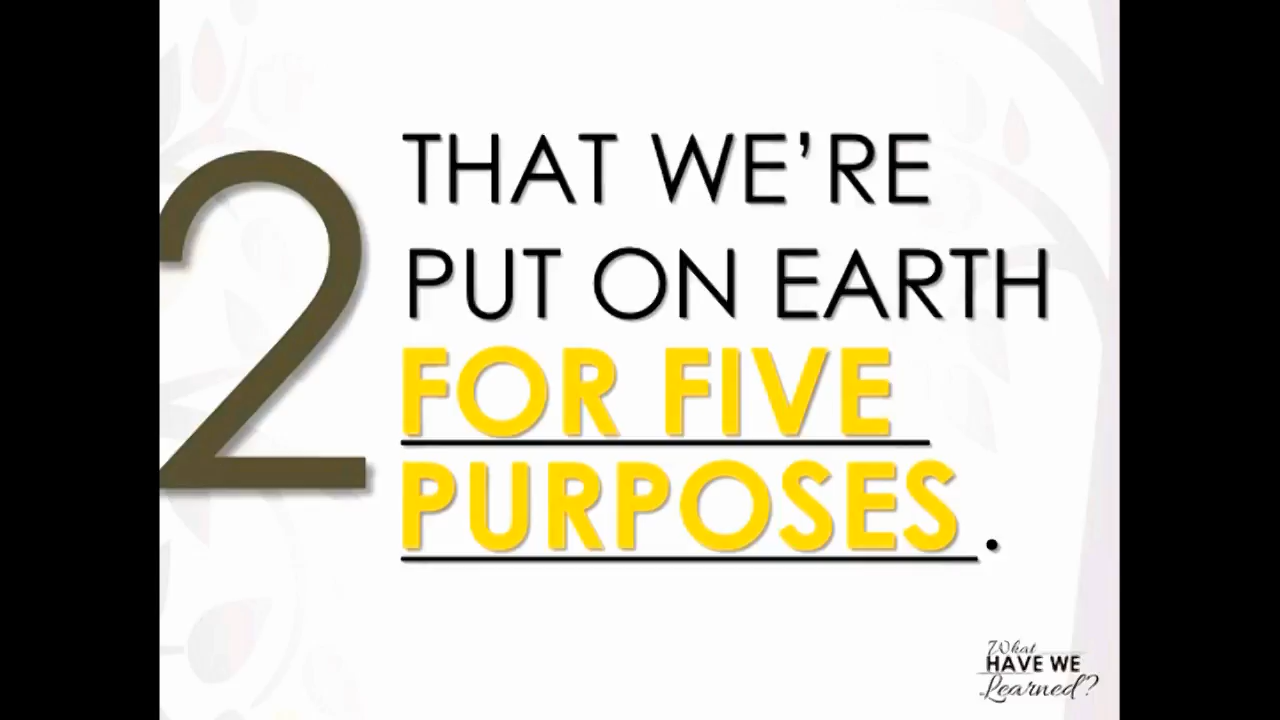 2
THAT WE'RE
PUT ON EARTH
FOR FIVE
PURPOSES.
What
HAVE WE
Learned?